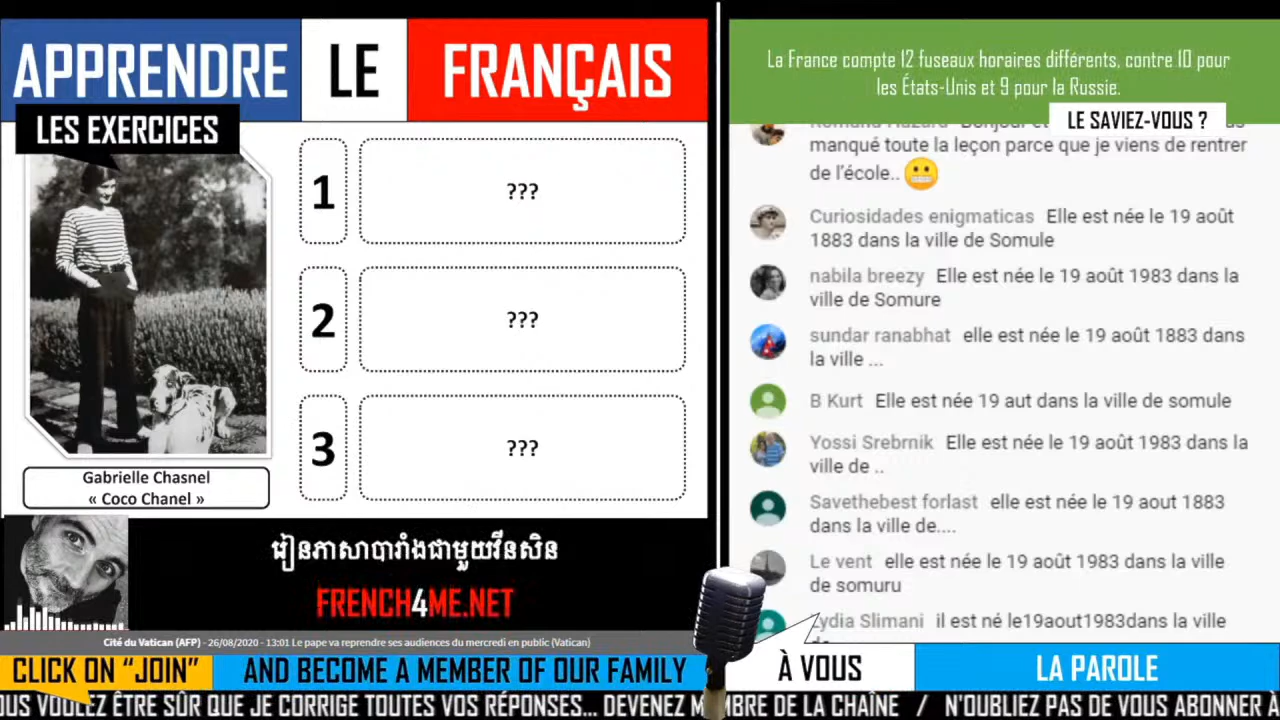 APPRENDRE LE FRANÇAIS
LES EXERCICES
1 ???
2 ???
3 ???
Gabrielle Chasnel
« Coco Chanel »
រៀនភាសាបារាំងជាមួយវីនសិន
FRENCH4ME.NET
Cité du Vatican (AFP) - 26/08/2020 - 13:01 Le pape va reprendre ses audiences du mercredi en public (Vatican)
CLICK ON “JOIN” AND BECOME A MEMBER OF OUR FAMILY
La France compte 12 fuseaux horaires différents, contre 10 pour
les États-Unis et 9 pour la Russie.
LE SAVIEZ-VOUS ?
manqué toute la leçon parce que je viens de rentrer
de l'école..
Curiosidades enigmaticas Elle est née le 19 août
1883 dans la ville de Somule
nabila breezy Elle est née le 19 août 1983 dans la
ville de Somure
sundar ranabhat elle est née le 19 août 1883 dans
la ville ...
B Kurt Elle est née 19 aut dans la ville de somule
Yossi Srebrnik Elle est née le 19 août 1983 dans la
ville de ..
Savethebest forlast elle est née le 19 aout 1883
dans la ville de....
Le vent elle est née le 19 août 1983 dans la ville
de somuru
Lydia Slimani il est né le19aout1983dans la ville
À VOUS LA PAROLE
OUS VOULEZ ÊTRE SÛR QUE JE CORRIGE TOUTES VOS RÉPONSES... DEVENEZ MEMBRE DE LA CHAÎNE / N'OUBLIEZ PAS DE VOUS ABONNER À